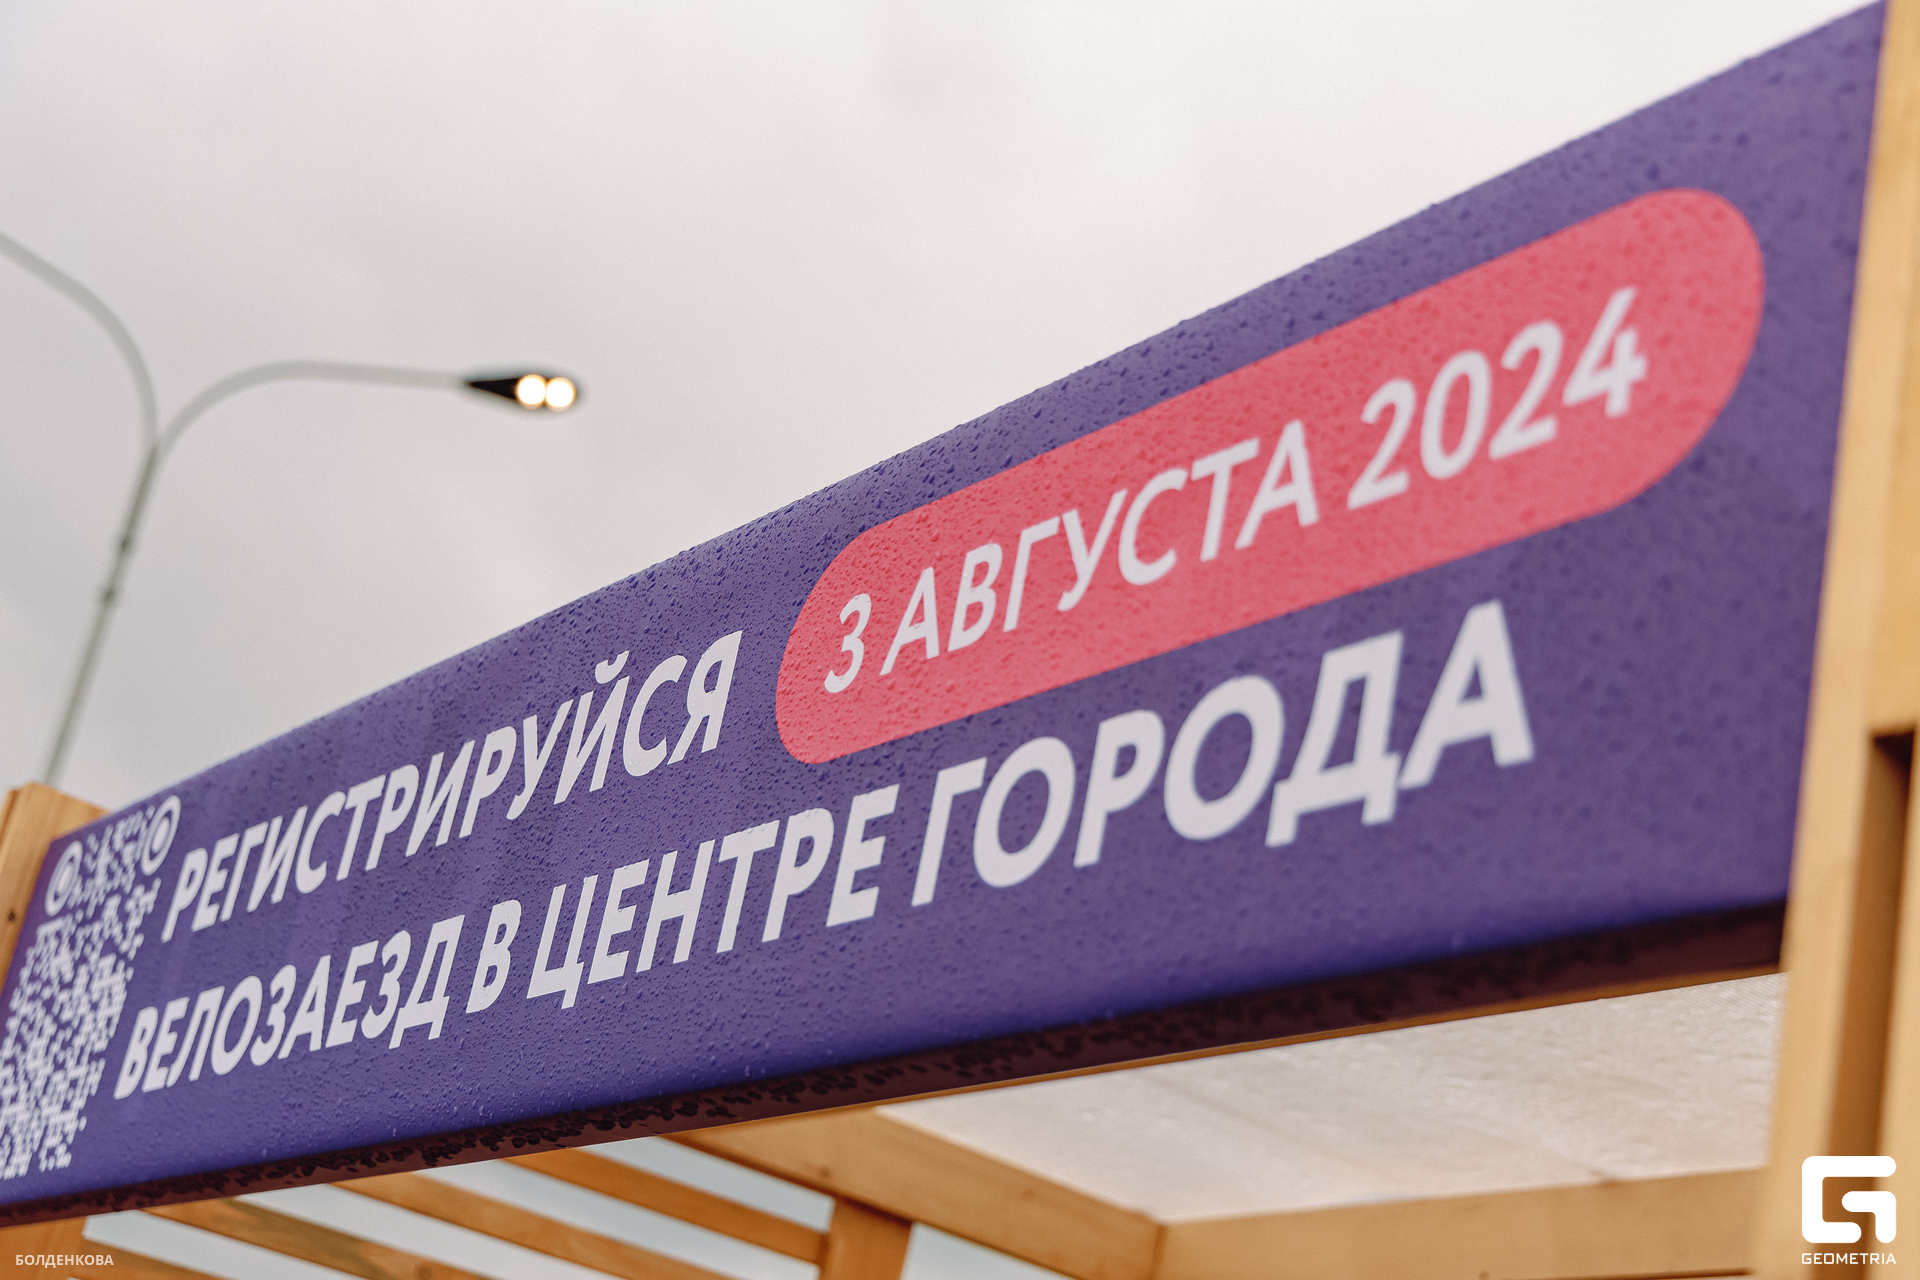 РЕГИСТРИРУЙСЯ 3 АВГУСТА 2024
ВЕЛОЗАЕЗД В ЦЕНТРЕ ГОРОДА
БОЛДЕНКОВА
GEOMETRIA